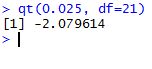 > qt(0.025, df=21)
[1] -2.079614
>